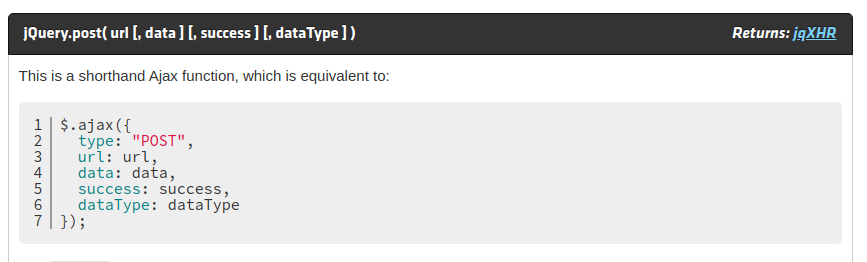 jQuery.post( url [, data ] [, success ] [, dataType ] ) Returns: jqXHR
This is a shorthand Ajax function, which is equivalent to:
1 $.ajax({
2   type: "POST",
3   url: url,
4   data: data,
5   success: success,
6   dataType: dataType
7 });